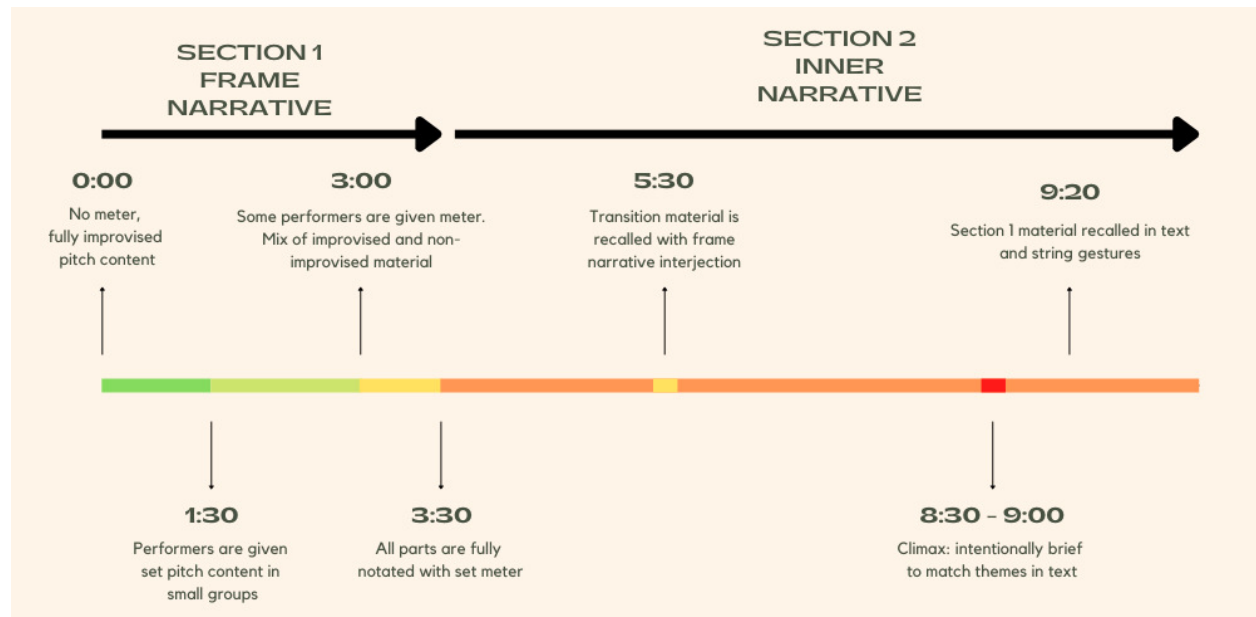 SECTION 1
FRAME
NARRATIVE
SECTION 2
INNER
NARRATIVE
0:00
No meter,
fully improvised
pitch content
3:00
Some performers are given meter.
Mix of improvised and non-
improvised material
5:30
Transition material is
recalled with frame
narrative interjection
9:20
Section 1 material recalled in text
and string gestures
1:30
Performers are given
set pitch content in
small groups
3:30
All parts are fully
notated with set meter
8:30 - 9:00
Climax: intentionally brief
to match themes in text